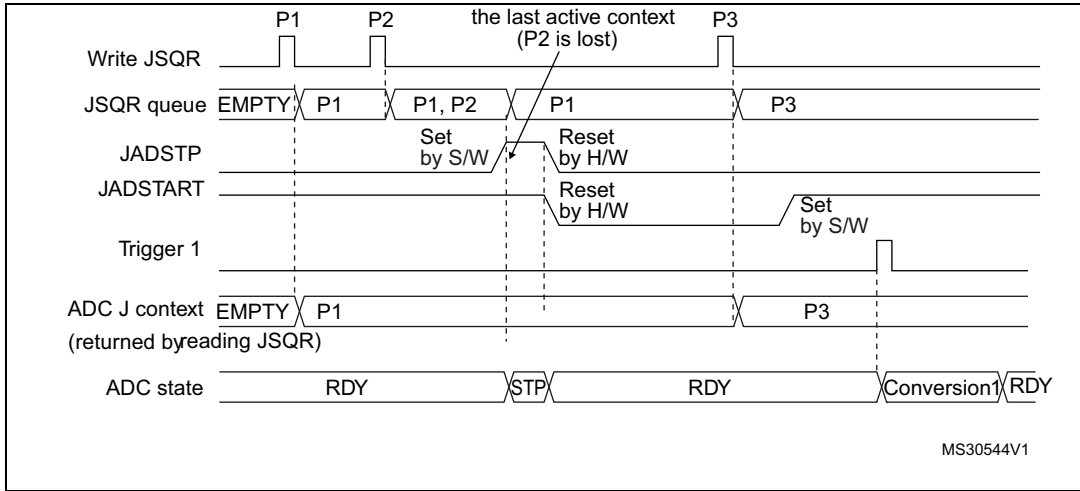 P1 P2 the last active context P3
(P2 is lost)
Write JSQR
JSQR queue EMPTY P1 P1, P2 P1 P3
Set Reset
JADSTP by S/W by H/W
JADSTART Reset
by H/W Set
by S/W
Trigger 1
ADC J context EMPTY P1 P3
(returned by reading JSQR)
ADC state RDY STP RDY Conversion1 RDY
MS30544V1